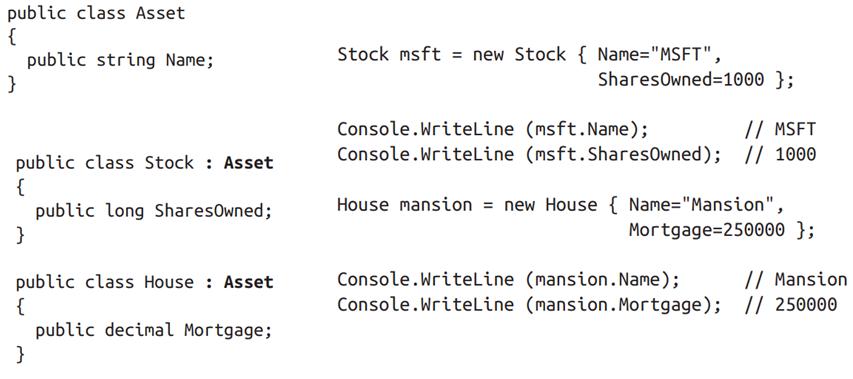 public class Asset
{
  public string Name;
}
public class Stock : Asset
{
  public long SharesOwned;
}
public class House : Asset
{
  public decimal Mortgage;
}
Stock msft = new Stock { Name="MSFT",
                         SharesOwned=1000 };
Console.WriteLine (msft.Name);         // MSFT
Console.WriteLine (msft.SharesOwned);  // 1000
House mansion = new House { Name="Mansion",
                            Mortgage=250000 };
Console.WriteLine (mansion.Name);      // Mansion
Console.WriteLine (mansion.Mortgage);  // 250000